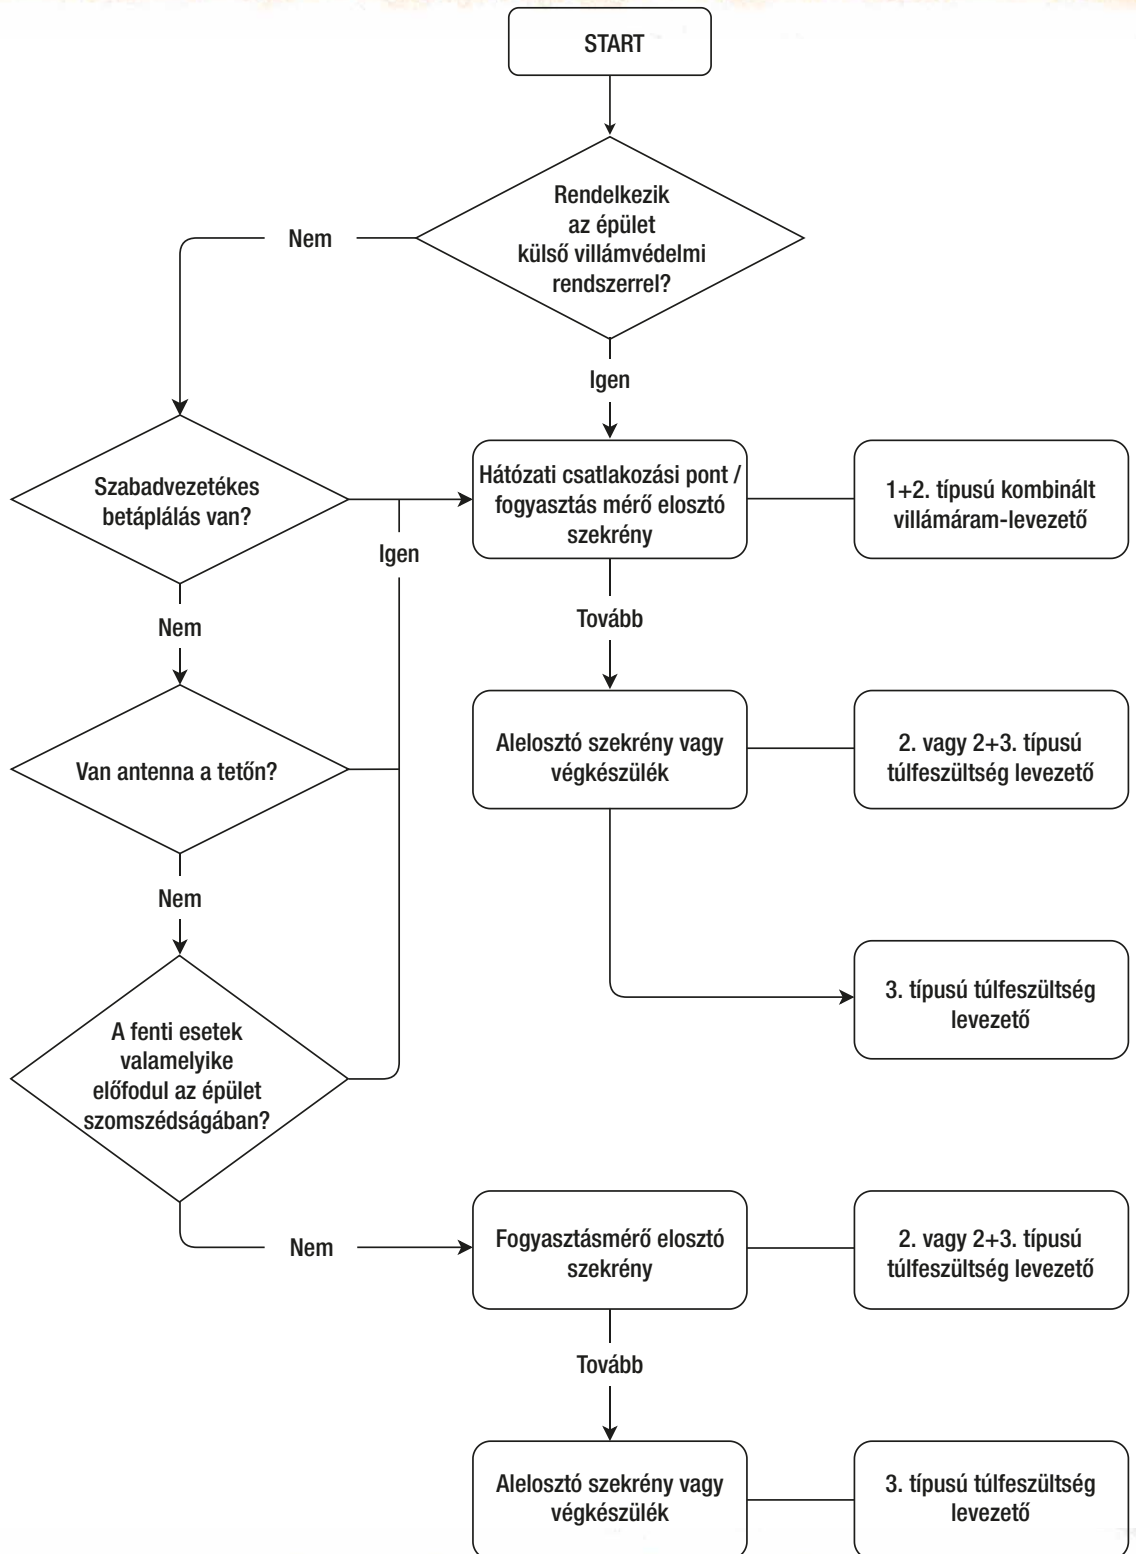 START
Rendelkezik
az épület
külső villámvédelmi
rendszerrel?
Nem
Igen
Szabadvezetékes
betáplálás van?
Hátózati csatlakozási pont /
fogyasztás mérő elosztó
szekrény
1+2. típusú kombinált
villámáram-levezető
Igen
Nem
Tovább
Van antenna a tetőn?
Alelosztó szekrény vagy
végkészülék
2. vagy 2+3. típusú
túlfeszültség levezető
Nem
3. típusú túlfeszültség
levezető
A fenti esetek
valamelyike
előfodul az épület
szomszédságában?
Nem
Fogyasztásmérő elosztó
szekrény
2. vagy 2+3. típusú
túlfeszültség levezető
Tovább
Alelosztó szekrény vagy
végkészülék
3. típusú túlfeszültség
levezető